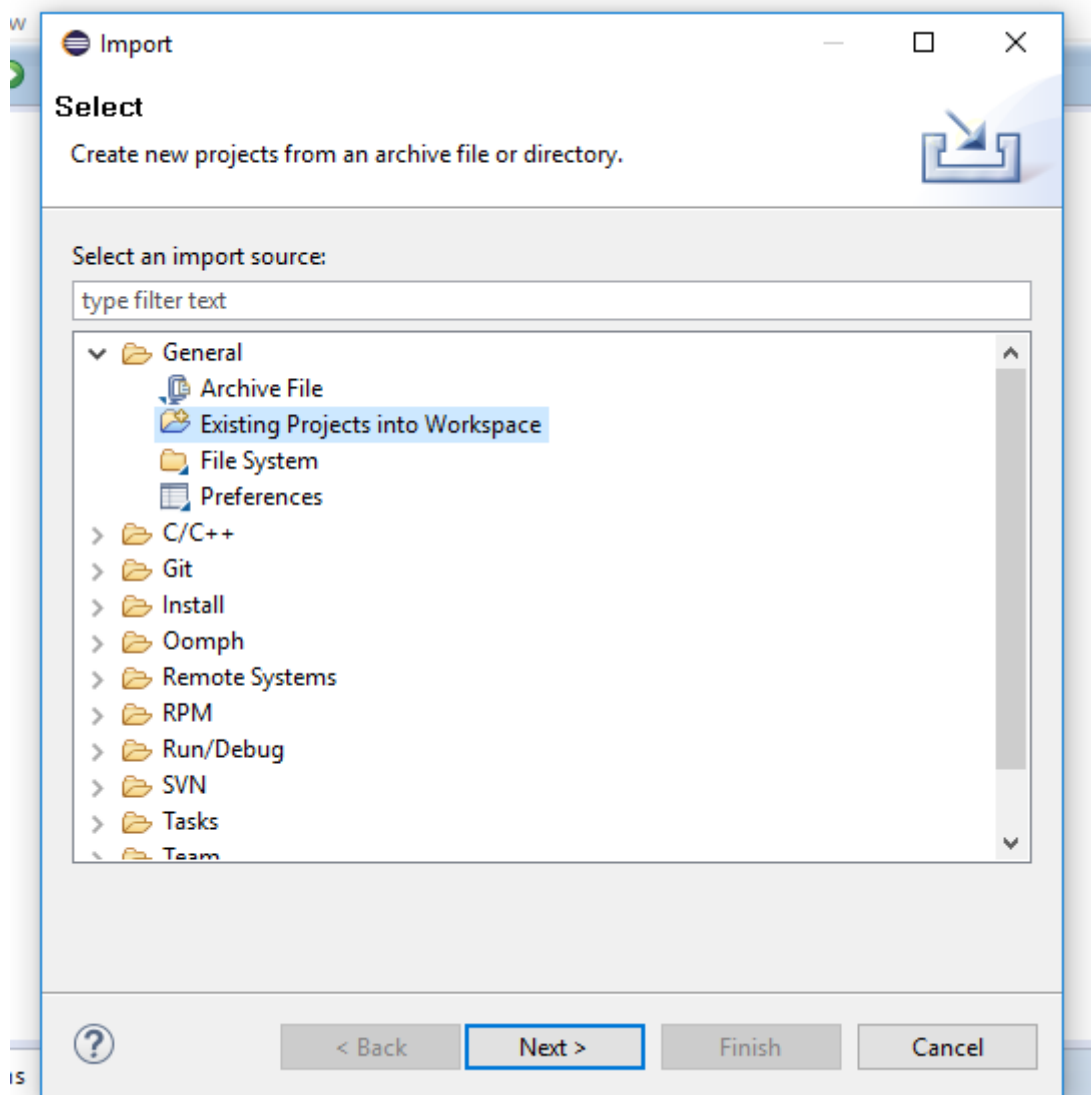 w
Import
Select
Create new projects from an archive file or directory.
Select an import source:
type filter text
General
Archive File
Existing Projects into Workspace
File System
Preferences
C/C++
Git
Install
Oomph
Remote Systems
RPM
Run/Debug
SVN
Tasks
Team
< Back Next > Finish Cancel
ns